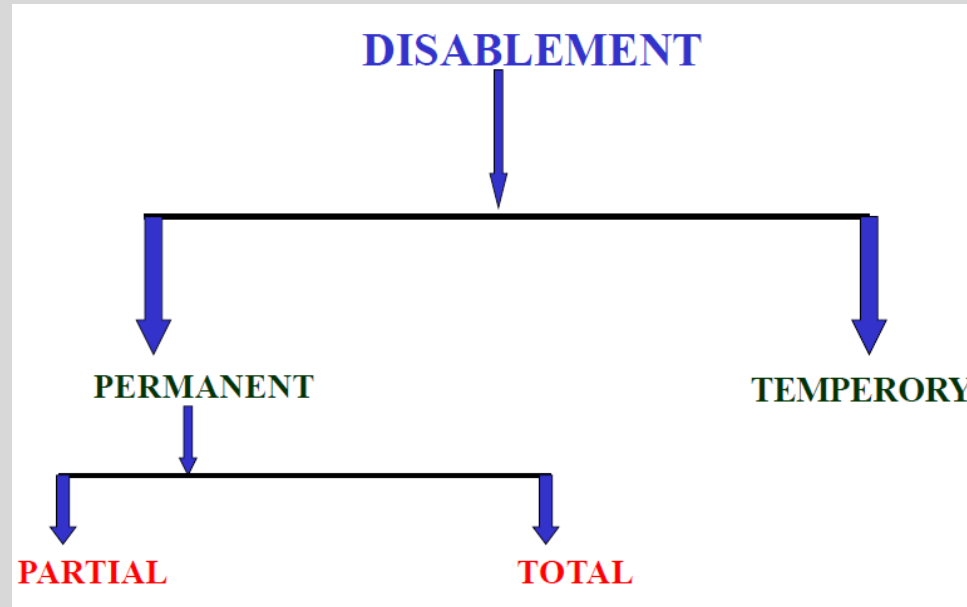 DISABLEMENT
PERMANENT
TEMPERORY
PARTIAL
TOTAL